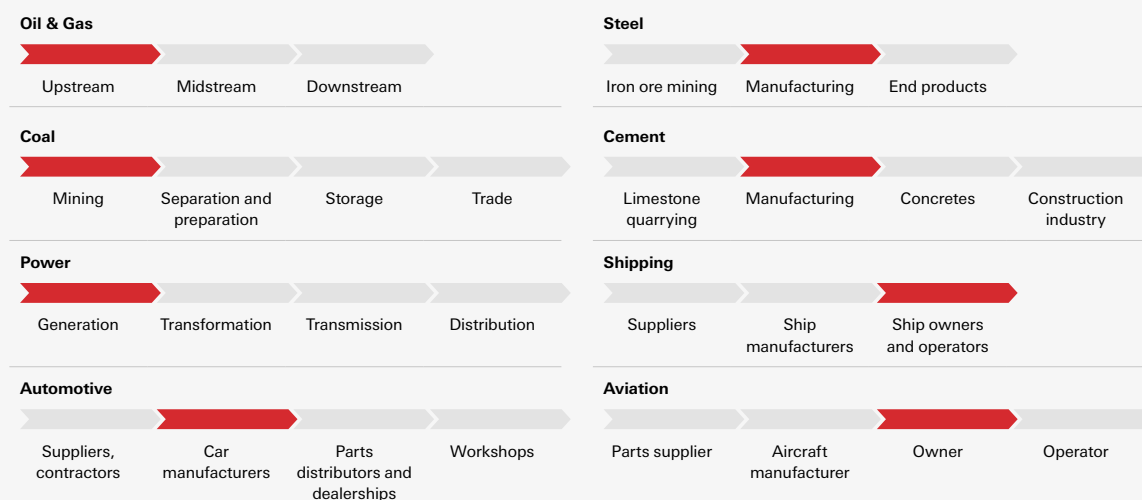 Oil & Gas
Upstream
Midstream
Downstream
Steel
Iron ore mining
Manufacturing
End products
Coal
Mining
Separation and
preparation
Storage
Trade
Cement
Limestone
quarrying
Manufacturing
Concretes
Construction
industry
Power
Generation
Transformation
Transmission
Distribution
Shipping
Suppliers
Ship
manufacturers
Ship owners
and operators
Automotive
Suppliers,
contractors
Car
manufacturers
Parts
distributors and
dealerships
Workshops
Aviation
Parts supplier
Aircraft
manufacturer
Owner
Operator